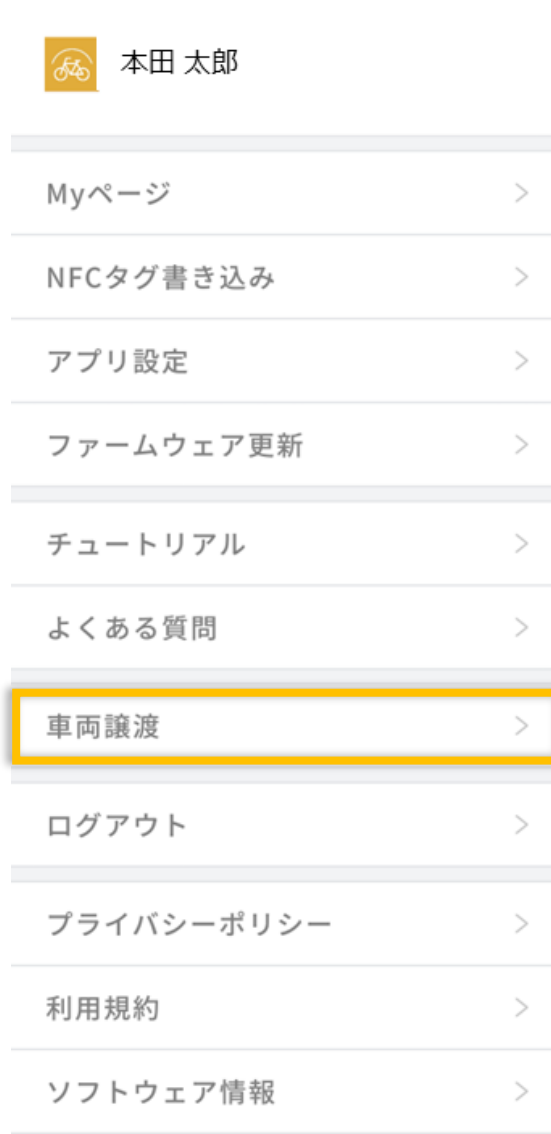 本田 太郎
Myページ
NFCタグ書き込み
アプリ設定
ファームウェア更新
チュートリアル
よくある質問
車両譲渡
ログアウト
プライバシーポリシー
利用規約
ソフトウェア情報